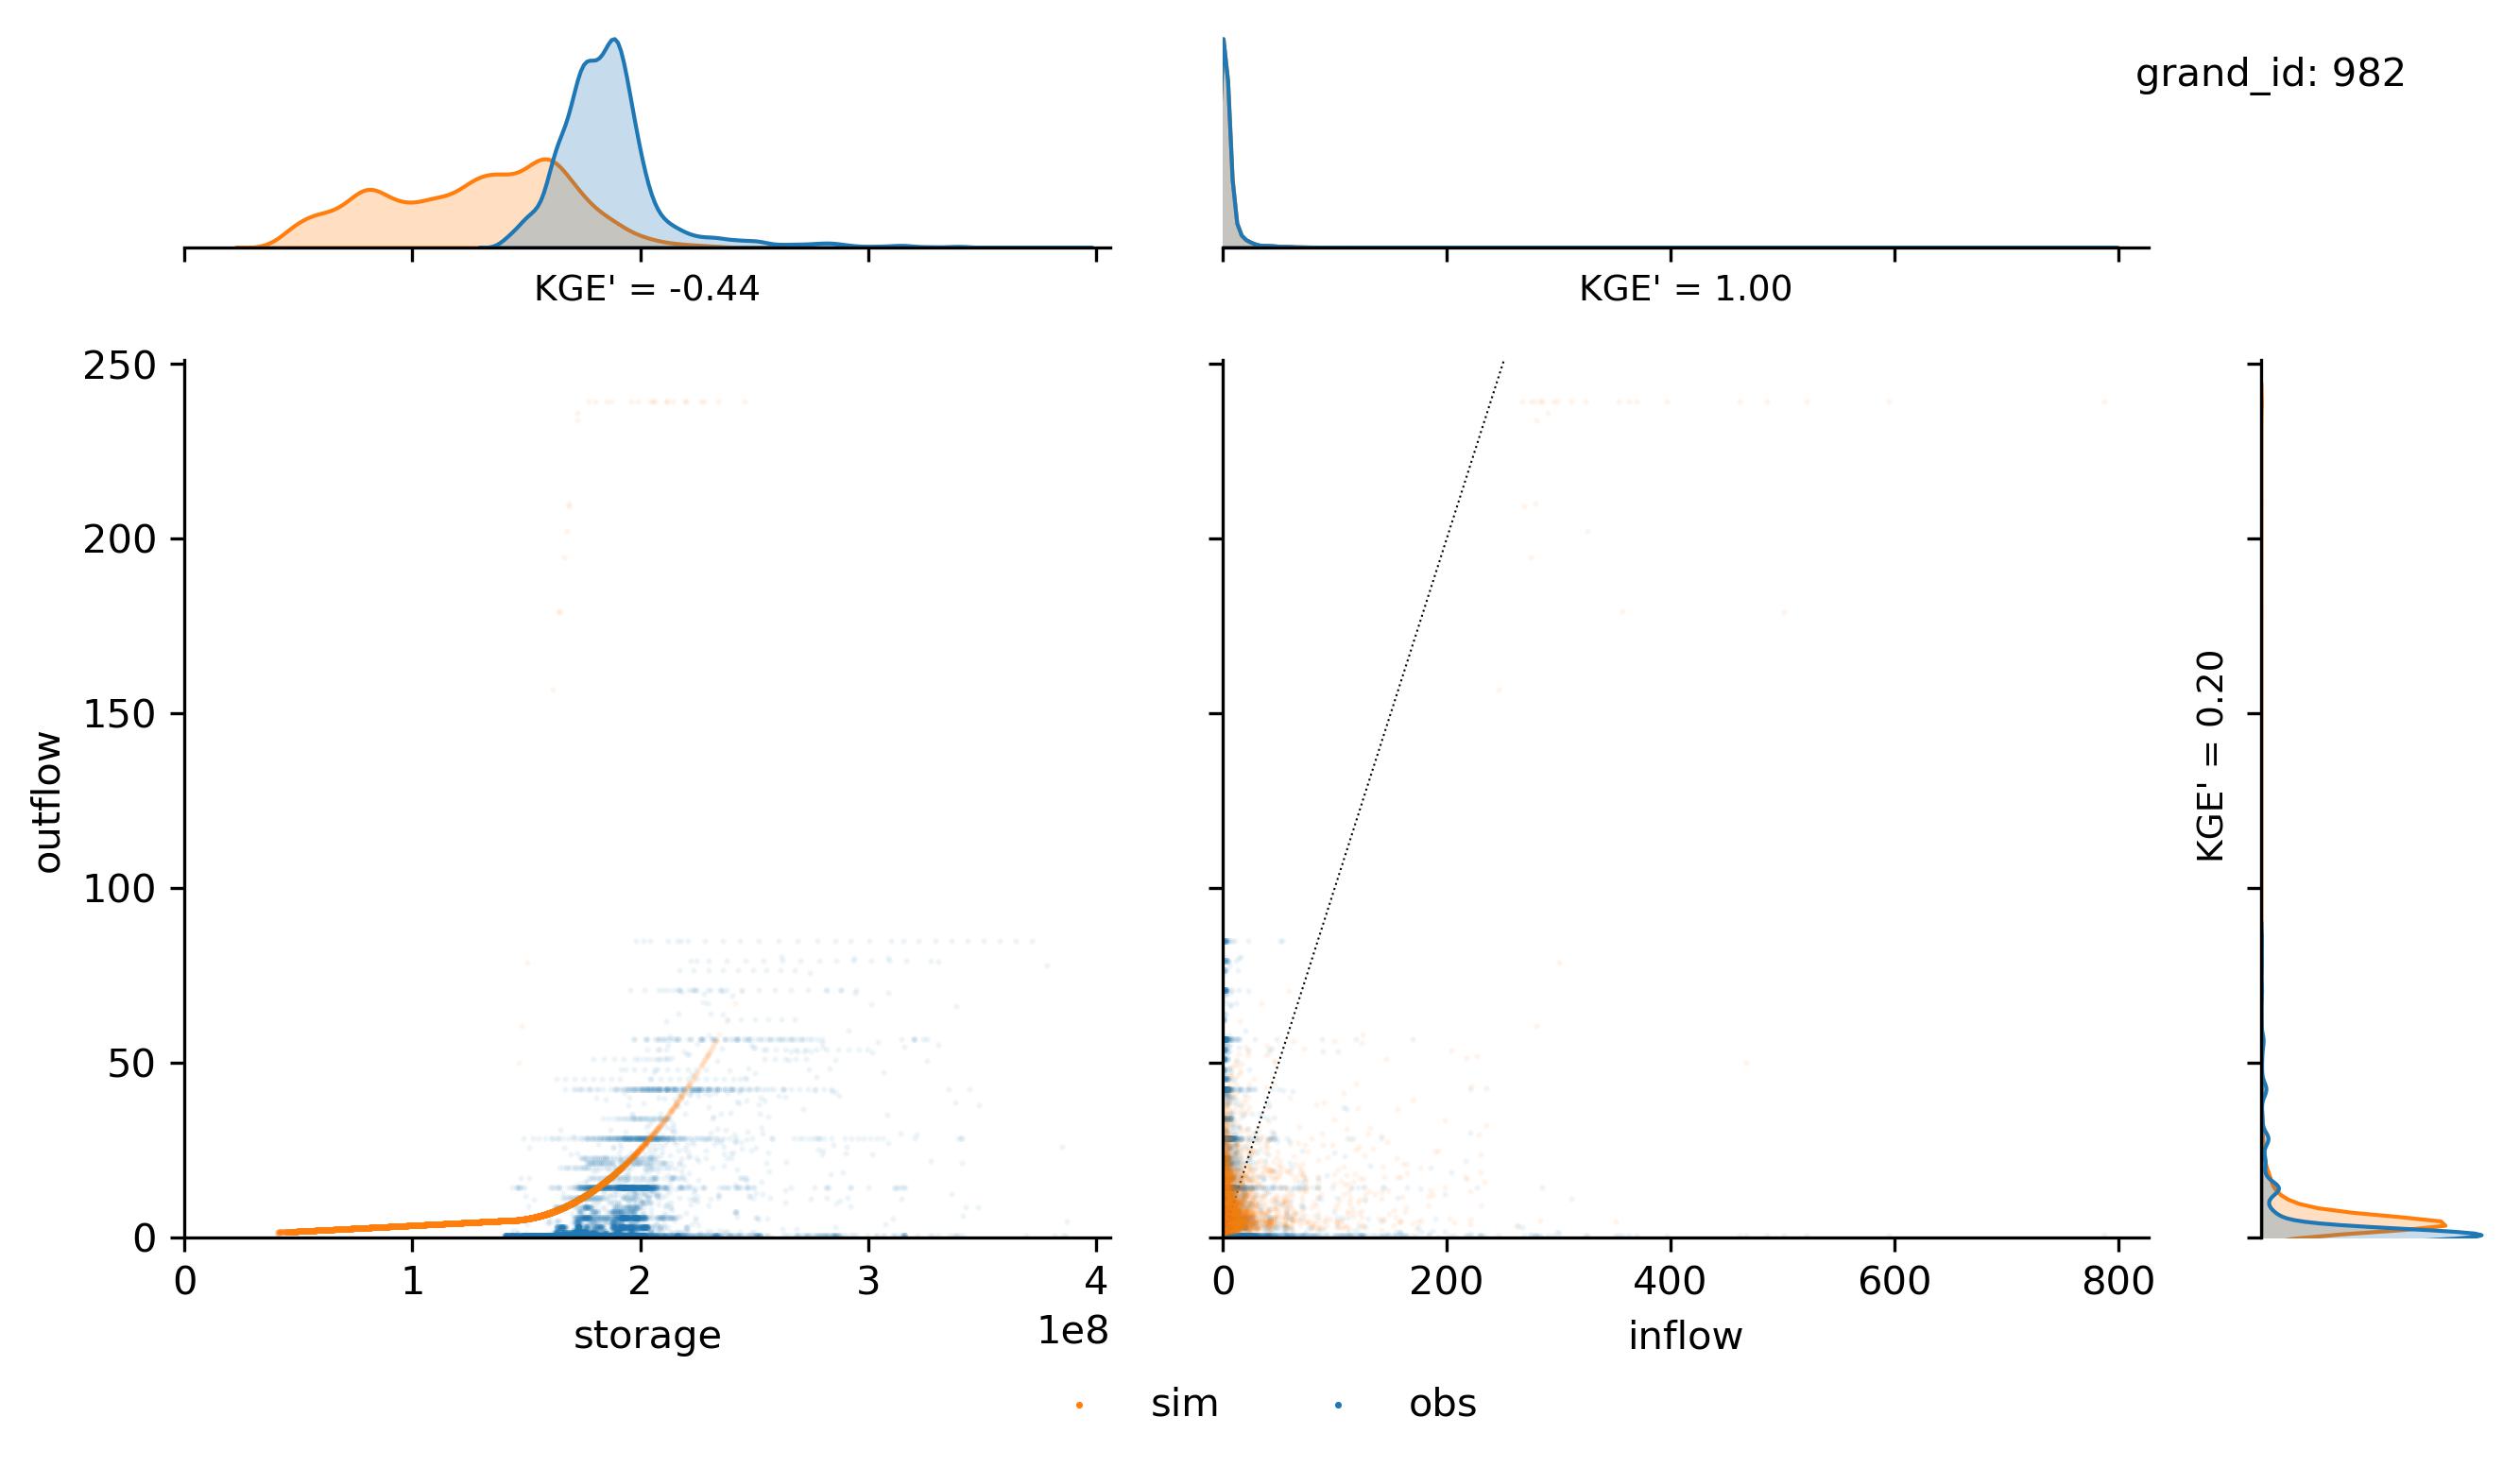 grand_id: 982
KGE' = -0.44
KGE' = 1.00
250
200
150
100
50
0
outflow
KGE' = 0.20
0 1 2 3 4
1e8
storage
0 200 400 600 800
inflow
sim obs